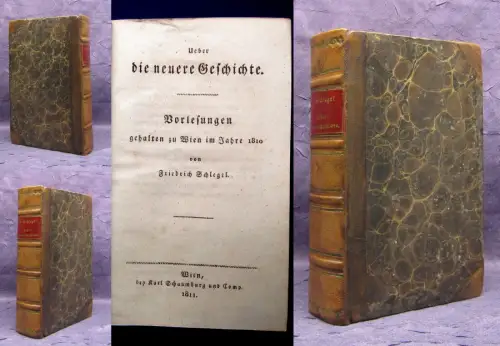 Ueber
die neuere Geschichte.
Vorlesungen
gehalten zu Wien im Jahre 1810
von
Friedrich Schlegel.
Wien,
bey Karl Schaumburg und Comp.
1811.